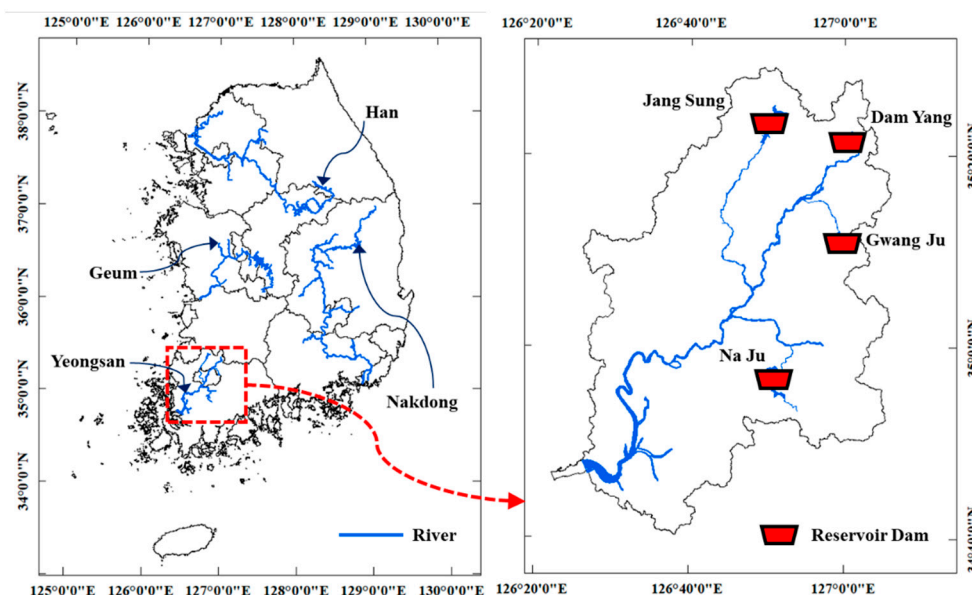 125°0'0"E 126°0'0"E 127°0'0"E 128°0'0"E 129°0'0"E 130°0'0"E
38°0'0"N
37°0'0"N
36°0'0"N
35°0'0"N
34°0'0"N
Han
Geum
Yeongsan
Nakdong
River
125°0'0"E 126°0'0"E 127°0'0"E 128°0'0"E 129°0'0"E 130°0'0"E
126°20'0"E 126°40'0"E 127°0'0"E
Jang Sung
Dam Yang
Gwang Ju
Na Ju
Reservoir Dam
126°20'0"E 126°40'0"E 127°0'0"E